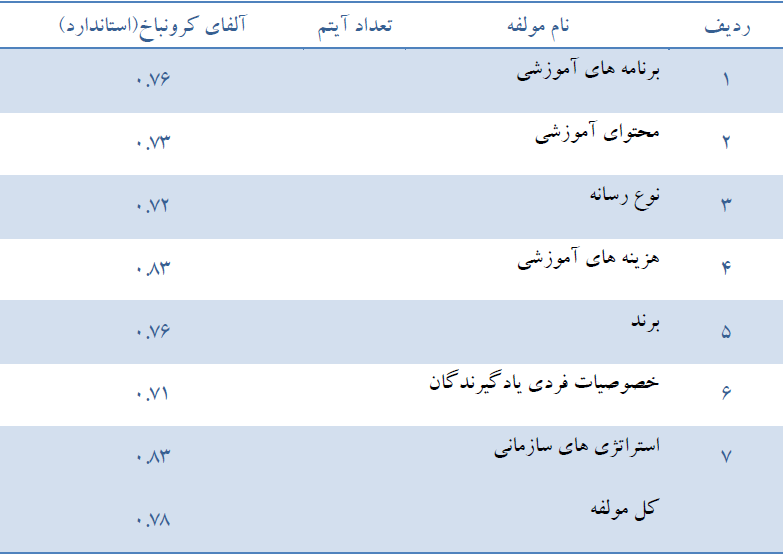 ردیف نام مولفه تعداد آیتم آلفای کرونباخ(استاندارد)
۱ برنامه های آموزشی ۰.۷۶
۲ محتوای آموزشی ۰.۷۳
۳ نوع رسانه ۰.۷۲
۴ هزینه های آموزشی ۰.۸۳
۵ برند ۰.۷۶
۶ خصوصیات فردی یادگیرندگان ۰.۷۱
۷ استراتژی های سازمانی ۰.۸۳
کل مولفه ۰.۷۸